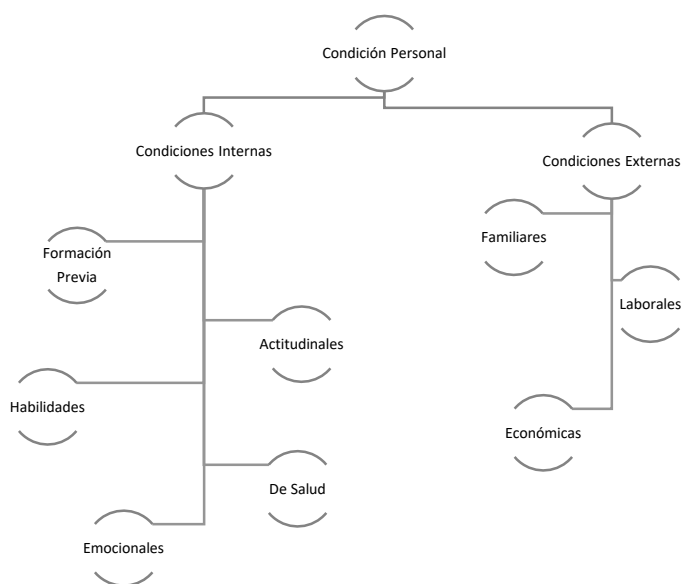 Condición Personal
Condiciones Internas
Condiciones Externas
Formación
Previa
Familiares
Laborales
Actitudinales
Habilidades
Económicas
De Salud
Emocionales